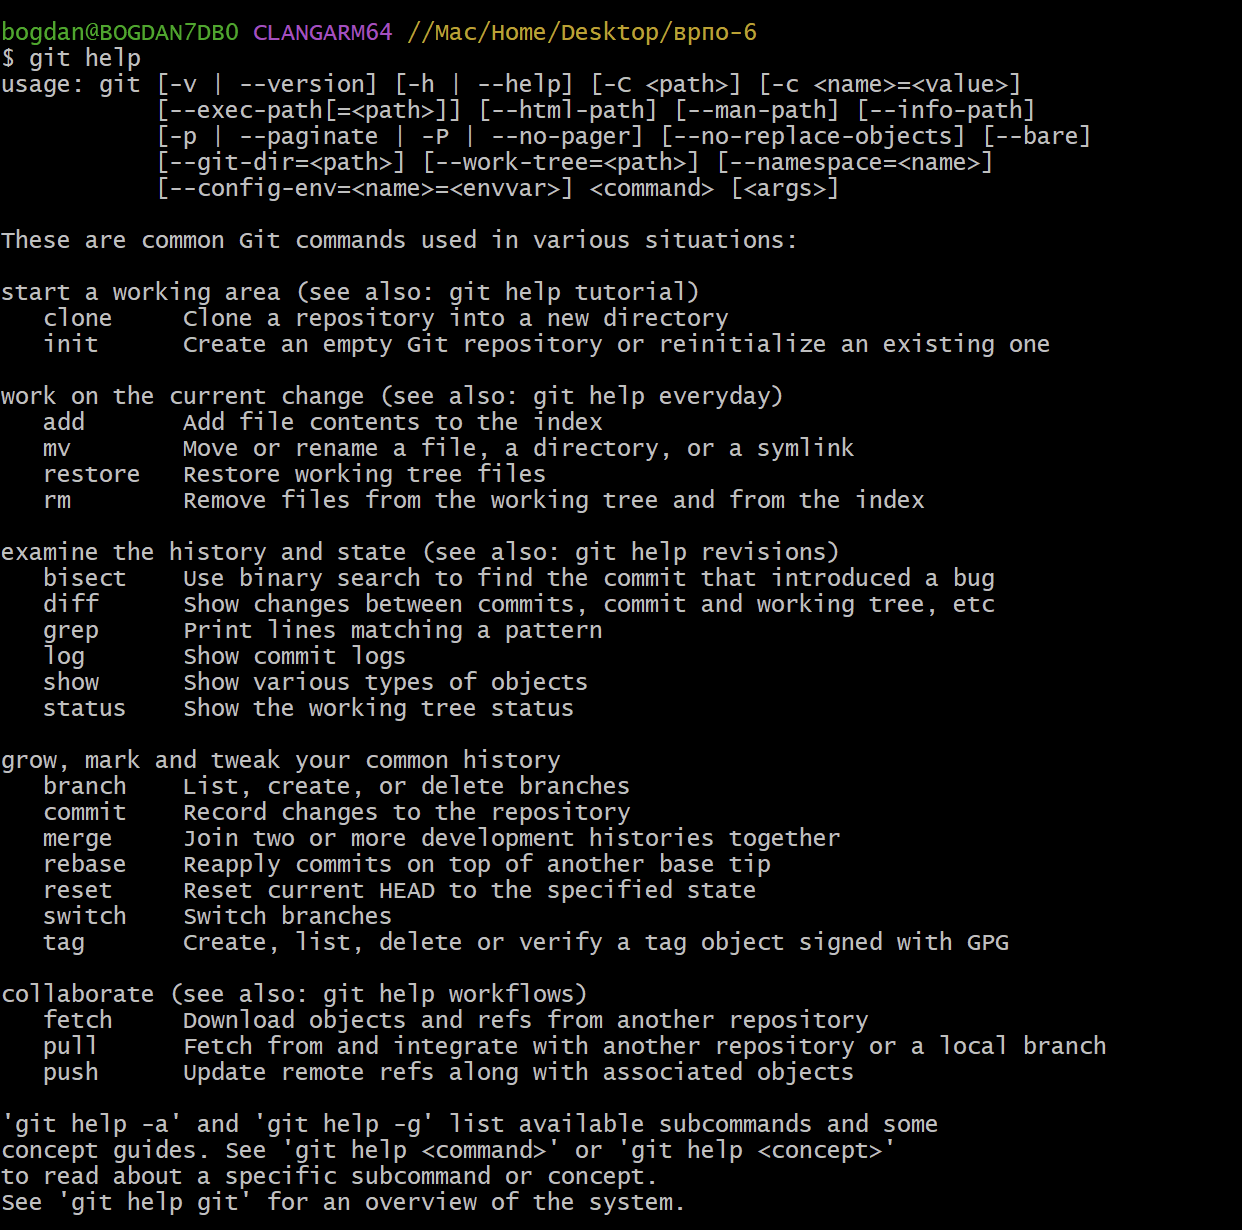 bogdan@BOGDAN7DB0 CLANGARM64 //Mac/Home/Desktop/врпо-6
$ git help
usage: git [-v | --version] [-h | --help] [-C <path>] [-c <name>=<value>]
           [--exec-path[=<path>]] [--html-path] [--man-path] [--info-path]
           [-p | --paginate | -P | --no-pager] [--no-replace-objects] [--bare]
           [--git-dir=<path>] [--work-tree=<path>] [--namespace=<name>]
           [--config-env=<name>=<envvar>] <command> [<args>]

These are common Git commands used in various situations:

start a working area (see also: git help tutorial)
   clone     Clone a repository into a new directory
   init      Create an empty Git repository or reinitialize an existing one

work on the current change (see also: git help everyday)
   add       Add file contents to the index
   mv        Move or rename a file, a directory, or a symlink
   restore   Restore working tree files
   rm        Remove files from the working tree and from the index

examine the history and state (see also: git help revisions)
   bisect    Use binary search to find the commit that introduced a bug
   diff      Show changes between commits, commit and working tree, etc
   grep      Print lines matching a pattern
   log       Show commit logs
   show      Show various types of objects
   status    Show the working tree status

grow, mark and tweak your common history
   branch    List, create, or delete branches
   commit    Record changes to the repository
   merge     Join two or more development histories together
   rebase    Reapply commits on top of another base tip
   reset     Reset current HEAD to the specified state
   switch    Switch branches
   tag       Create, list, delete or verify a tag object signed with GPG

collaborate (see also: git help workflows)
   fetch     Download objects and refs from another repository
   pull      Fetch from and integrate with another repository or a local branch
   push      Update remote refs along with associated objects

'git help -a' and 'git help -g' list available subcommands and some
concept guides. See 'git help <command>' or 'git help <concept>'
to read about a specific subcommand or concept.
See 'git help git' for an overview of the system.